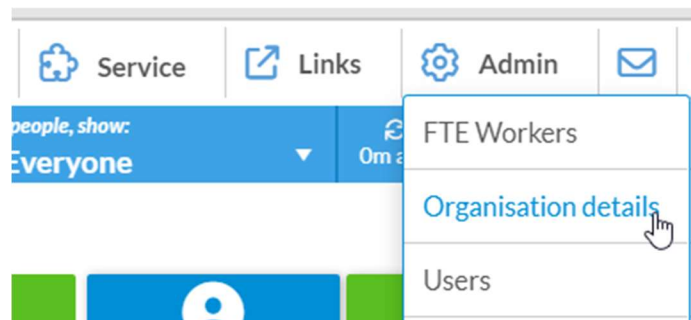 Service
Links
Admin
people, show:
Everyone
0m a
FTE Workers
Organisation details
Users